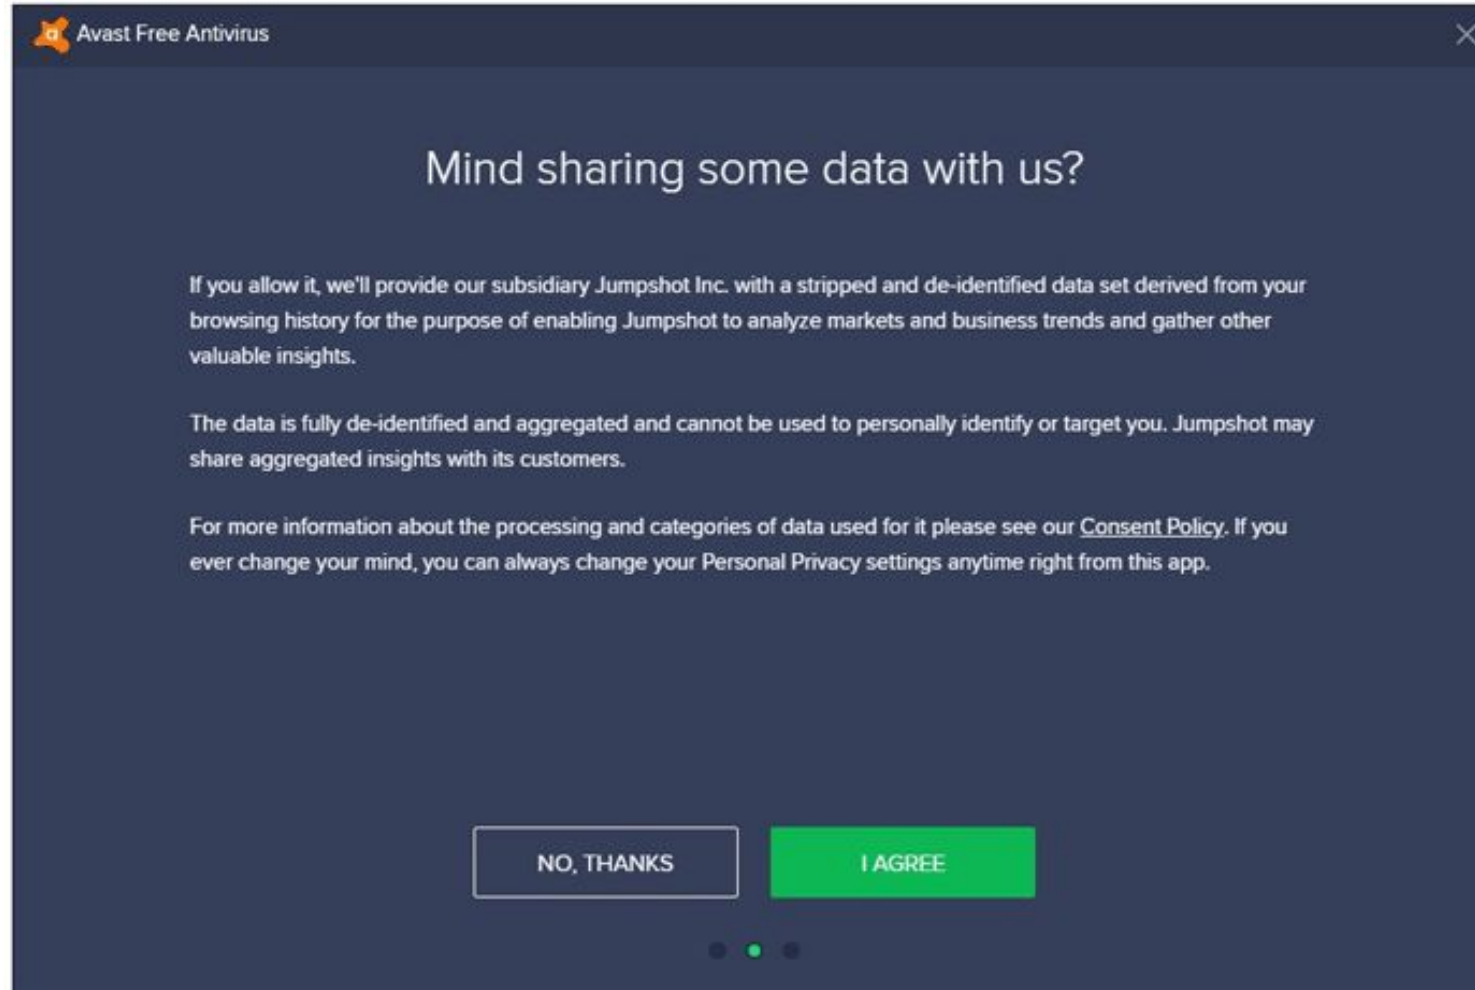 Avast Free Antivirus
Mind sharing some data with us?
If you allow it, we'll provide our subsidiary Jumpshot Inc. with a stripped and de-identified data set derived from your
browsing history for the purpose of enabling Jumpshot to analyze markets and business trends and gather other
valuable insights.
The data is fully de-identified and aggregated and cannot be used to personally identify or target you. Jumpshot may
share aggregated insights with its customers.
For more information about the processing and categories of data used for it please see our Consent Policy. If you
ever change your mind, you can always change your Personal Privacy settings anytime right from this app.
NO, THANKS
I AGREE